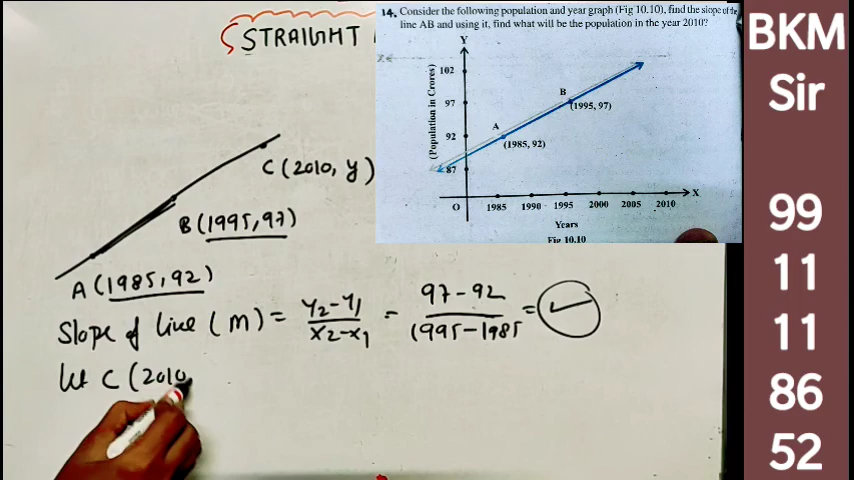 STRAIGHT
14. Consider the following population and year graph (Fig 10.10), find the slope of the
line AB and using it, find what will be the population in the year 2010?
Y
(Population in Crores)
102
97
92
87
A
(1985, 92)
B
(1995, 97)
O 1985 1990 1995 2000 2005 2010 X
Years
Fig 10.10
C (2010, y)
B (1995, 97)
A (1985, 92)
Slope of line (m) = y₂-y₁ / x₂-x₁ = 97-92 / 1995-1985 =
let C (2010
BKM
Sir
99
11
11
86
52